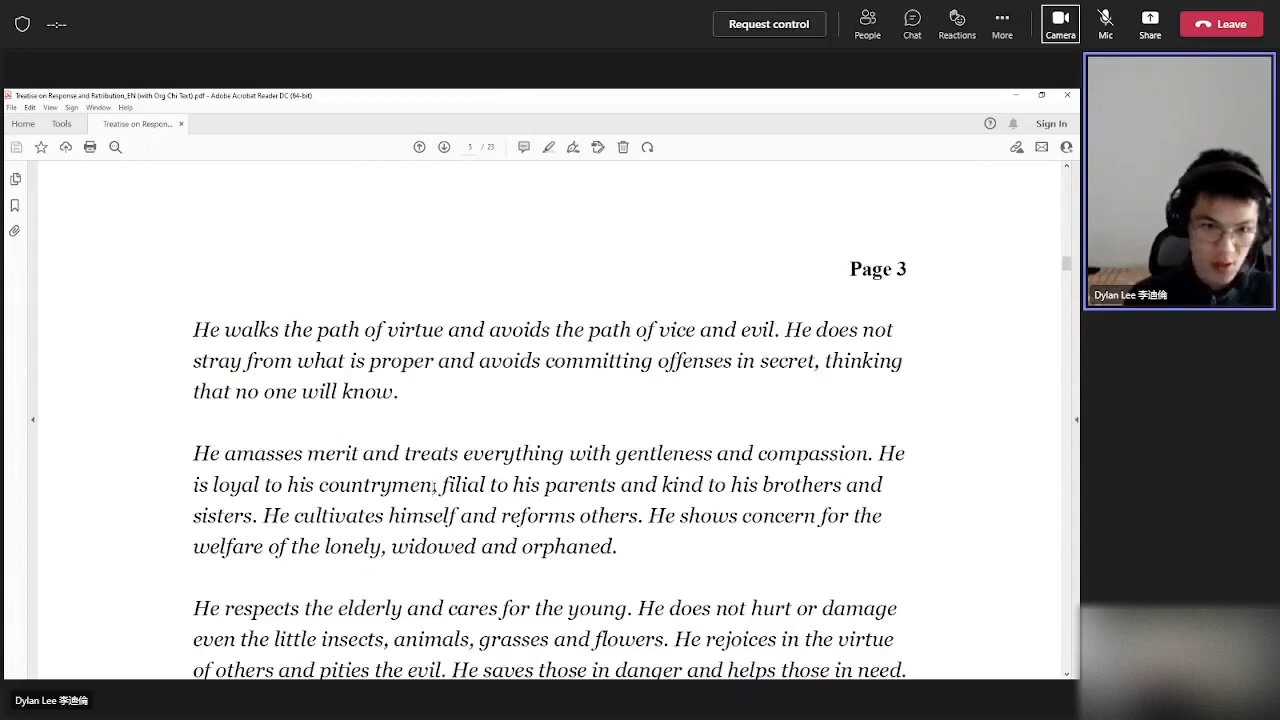 --:--
Request control
People
Chat
Reactions
More
Camera
Mic
Share
Leave
Treatise on Response and Retribution_EN (with Org Chi Text).pdf - Adobe Acrobat Reader DC (64-bit)
File Edit View Sign Window Help
Home Tools Treatise on Respon... × Sign In
5 / 23
Page 3
He walks the path of virtue and avoids the path of vice and evil. He does not
stray from what is proper and avoids committing offenses in secret, thinking
that no one will know.
He amasses merit and treats everything with gentleness and compassion. He
is loyal to his countrymen, filial to his parents and kind to his brothers and
sisters. He cultivates himself and reforms others. He shows concern for the
welfare of the lonely, widowed and orphaned.
He respects the elderly and cares for the young. He does not hurt or damage
even the little insects, animals, grasses and flowers. He rejoices in the virtue
of others and pities the evil. He saves those in danger and helps those in need.
Dylan Lee 李迪倫
Dylan Lee 李迪倫